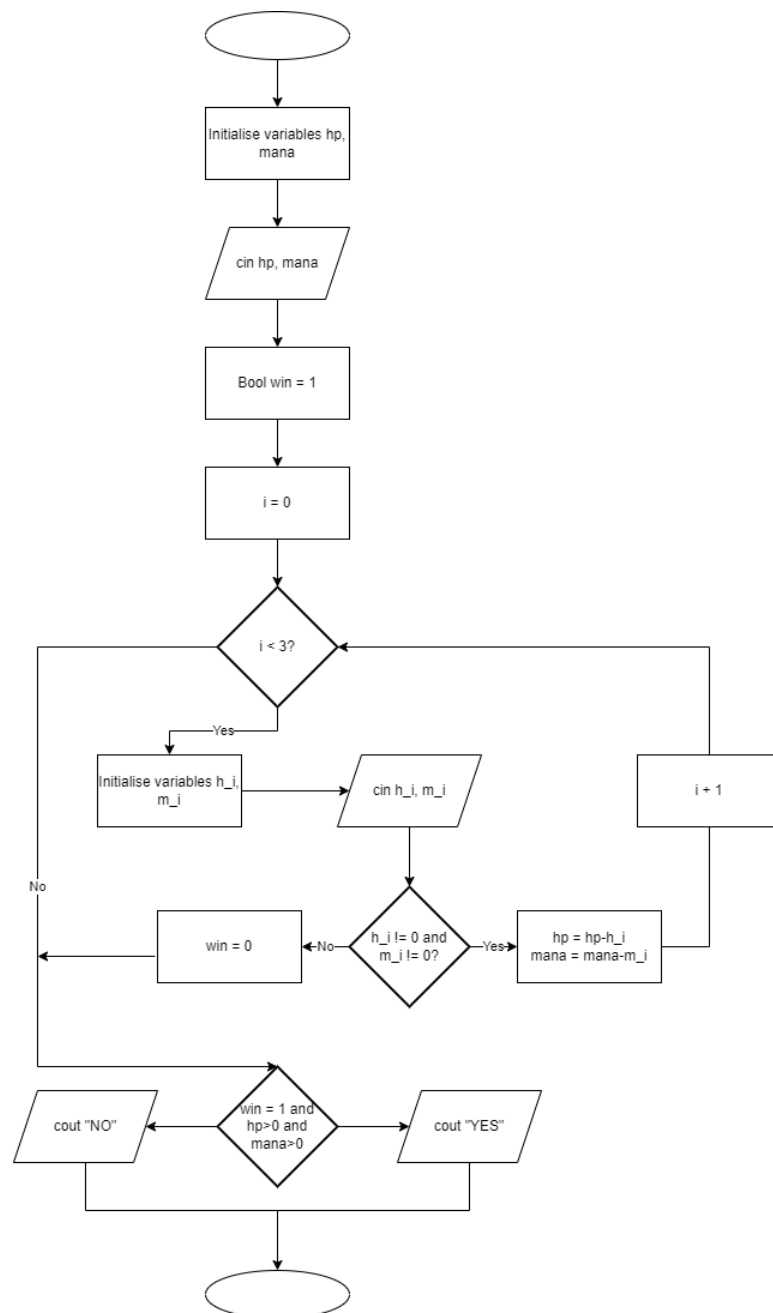 Initialise variables hp,
mana
cin hp, mana
Bool win = 1
i = 0
i < 3?
Yes
Initialise variables h_i,
m_i
cin h_i, m_i
i + 1
No
win = 0
No
h_i != 0 and
m_i != 0?
Yes
hp = hp-h_i
mana = mana-m_i
cout "NO"
win = 1 and
hp>0 and
mana>0
cout "YES"